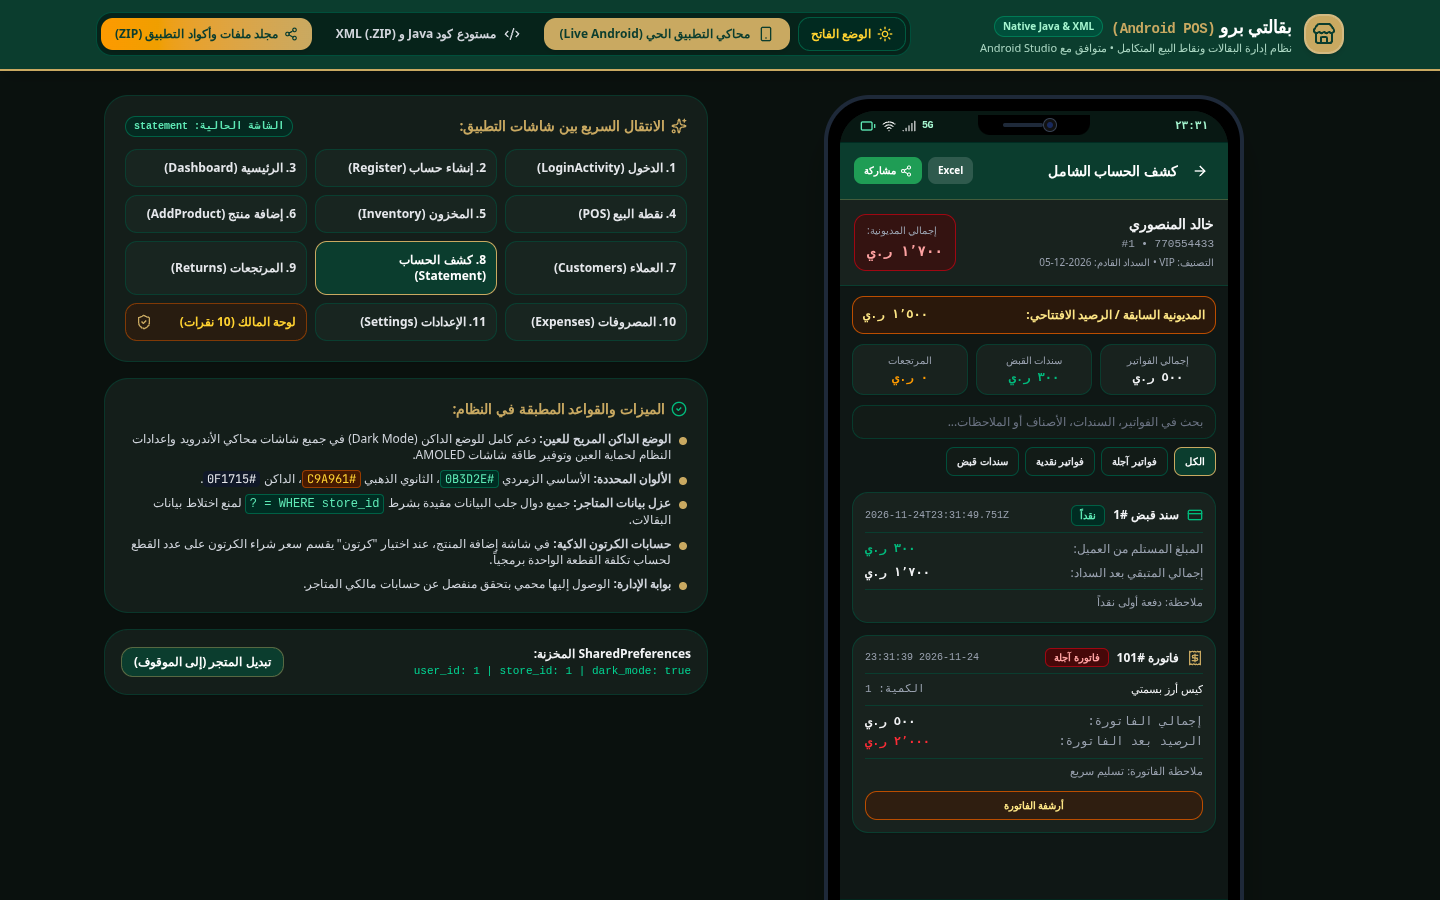 بقالتي برو (Android POS) Native Java & XML
نظام إدارة البقالات ونقاط البيع المتكامل • متوافق مع Android Studio
الوضع الفاتح
محاكي التطبيق الحي (Live Android)
مستودع كود Java و XML (.ZIP)
مجلد ملفات وأكواد التطبيق (ZIP)
٢٣:٣١
5G
كشف الحساب الشامل
Excel
مشاركة
خالد المنصوري
#1 • 770554433
التصنيف: VIP • السداد القادم: 2026-12-05
إجمالي المديونية:
١٬٧٠٠ ر.ي
المديونية السابقة / الرصيد الافتتاحي:
١٬٥٠٠ ر.ي
إجمالي الفواتير
٥٠٠ ر.ي
سندات القبض
٣٠٠ ر.ي
المرتجعات
٠ ر.ي
بحث في الفواتير، السندات، الأصناف أو الملاحظات...
الكل
فواتير آجلة
فواتير نقدية
سندات قبض
سند قبض #1
نقداً
2026-11-24T23:31:49.751Z
المبلغ المستلم من العميل:
٣٠٠ ر.ي
إجمالي المتبقي بعد السداد:
١٬٧٠٠ ر.ي
ملاحظة: دفعة أولى نقداً
فاتورة #101
فاتورة آجلة
2026-11-24 23:31:39
كيس أرز بسمتي
الكمية: 1
إجمالي الفاتورة:
٥٠٠ ر.ي
الرصيد بعد الفاتورة:
٢٬٠٠٠ ر.ي
ملاحظة الفاتورة: تسليم سريع
أرشفة الفاتورة
الانتقال السريع بين شاشات التطبيق:
الشاشة الحالية: statement
1. الدخول (LoginActivity)
2. إنشاء حساب (Register)
3. الرئيسية (Dashboard)
4. نقطة البيع (POS)
5. المخزون (Inventory)
6. إضافة منتج (AddProduct)
7. العملاء (Customers)
8. كشف الحساب
(Statement)
9. المرتجعات (Returns)
10. المصروفات (Expenses)
11. الإعدادات (Settings)
لوحة المالك (10 نقرات)
الميزات والقواعد المطبقة في النظام:
الوضع الداكن المريح للعين: دعم كامل للوضع الداكن (Dark Mode) في جميع شاشات محاكي الأندرويد وإعدادات
النظام لحماية العين وتوفير طاقة شاشات AMOLED.
الألوان المحددة: الأساسي الزمردي #0B3D2E، الثانوي الذهبي #C9A961، الداكن #0F1715.
عزل بيانات المتاجر: جميع دوال جلب البيانات مقيدة بشرط WHERE store_id = ? لمنع اختلاط بيانات
البقالات.
حسابات الكرتون الذكية: في شاشة إضافة المنتج، عند اختيار "كرتون" يقسم سعر شراء الكرتون على عدد القطع
لحساب تكلفة القطعة الواحدة برمجياً.
بوابة الإدارة: الوصول إليها محمي بتحقق منفصل عن حسابات مالكي المتاجر.
SharedPreferences المخزنة:
user_id: 1 | store_id: 1 | dark_mode: true
تبديل المتجر (إلى الموقوف)